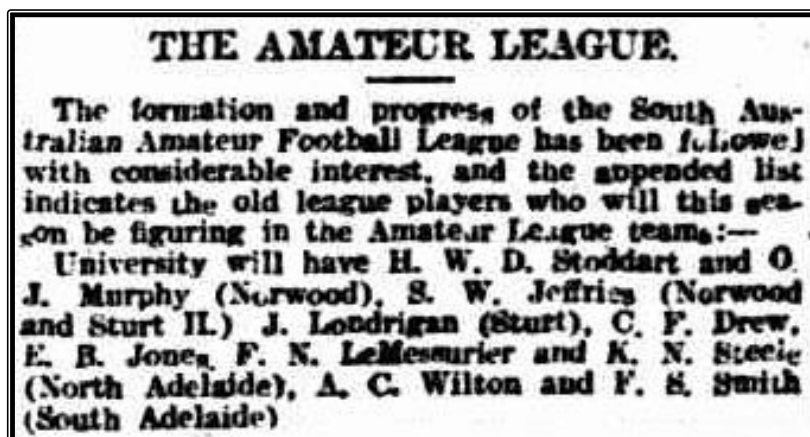 THE AMATEUR LEAGUE.
The formation and progress of the South Aus-
tralian Amateur Football League has been followed
with considerable interest, and the appended list
indicates the old league players who will this sea-
son be figuring in the Amateur League teams:—
University will have H. W. D. Stoddart and O.
J. Murphy (Norwood), S. W. Jeffries (Norwood
and Sturt II.) J. Londrigan (Sturt), C. F. Drew,
E. B. Jones, F. N. LeMessurier and K. N. Steele
(North Adelaide), A. C. Wilton and F. S. Smith
(South Adelaide)